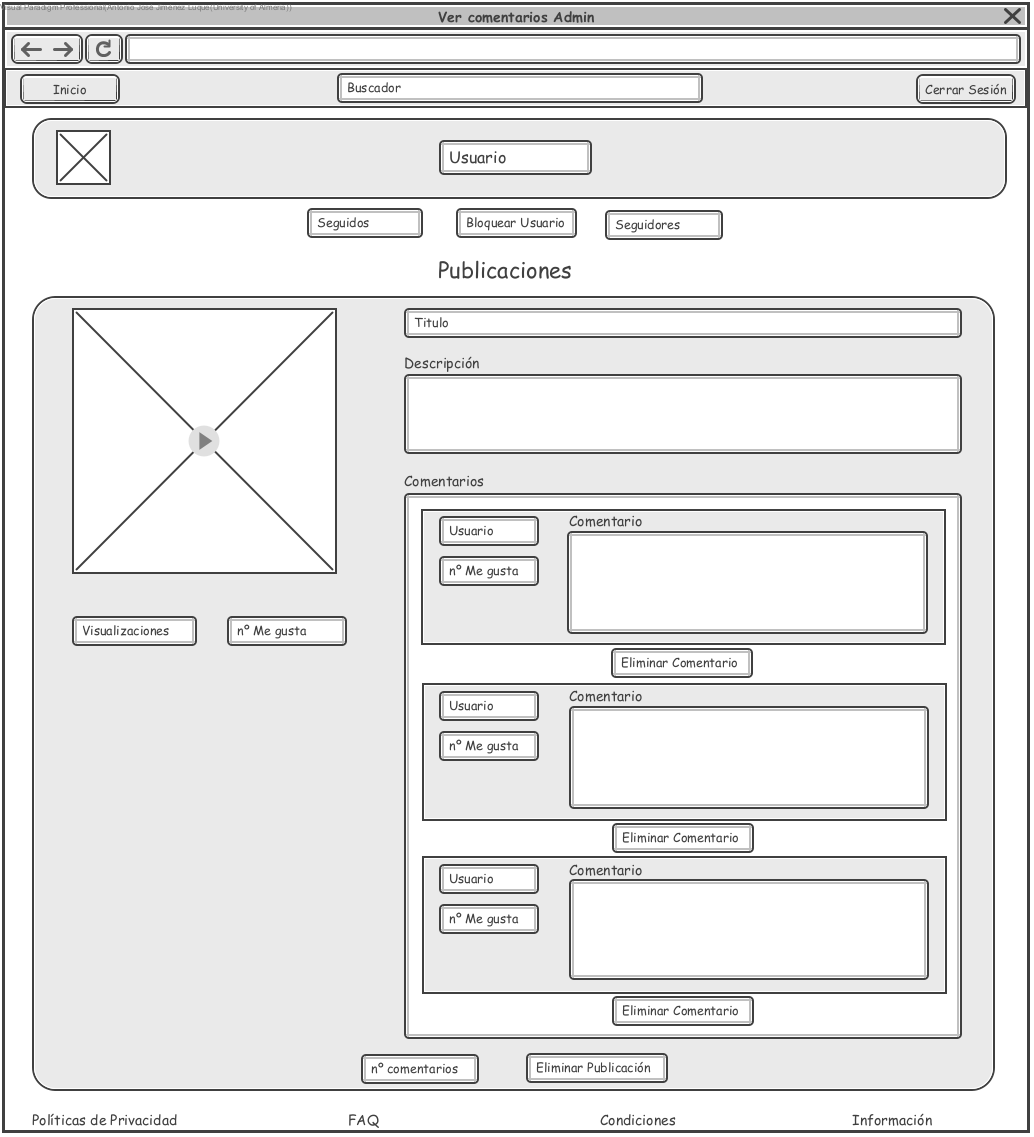 Visual Paradigm Professional(Antonio José Jiménez Luque(University of Almeria))
Ver comentarios Admin
Inicio
Buscador
Cerrar Sesión
Usuario
Seguidos
Bloquear Usuario
Seguidores
Publicaciones
Titulo
Descripción
Comentarios
Usuario
Comentario
nº Me gusta
Visualizaciones
nº Me gusta
Eliminar Comentario
Usuario
Comentario
nº Me gusta
Eliminar Comentario
Usuario
Comentario
nº Me gusta
Eliminar Comentario
nº comentarios
Eliminar Publicación
Políticas de Privacidad
FAQ
Condiciones
Información